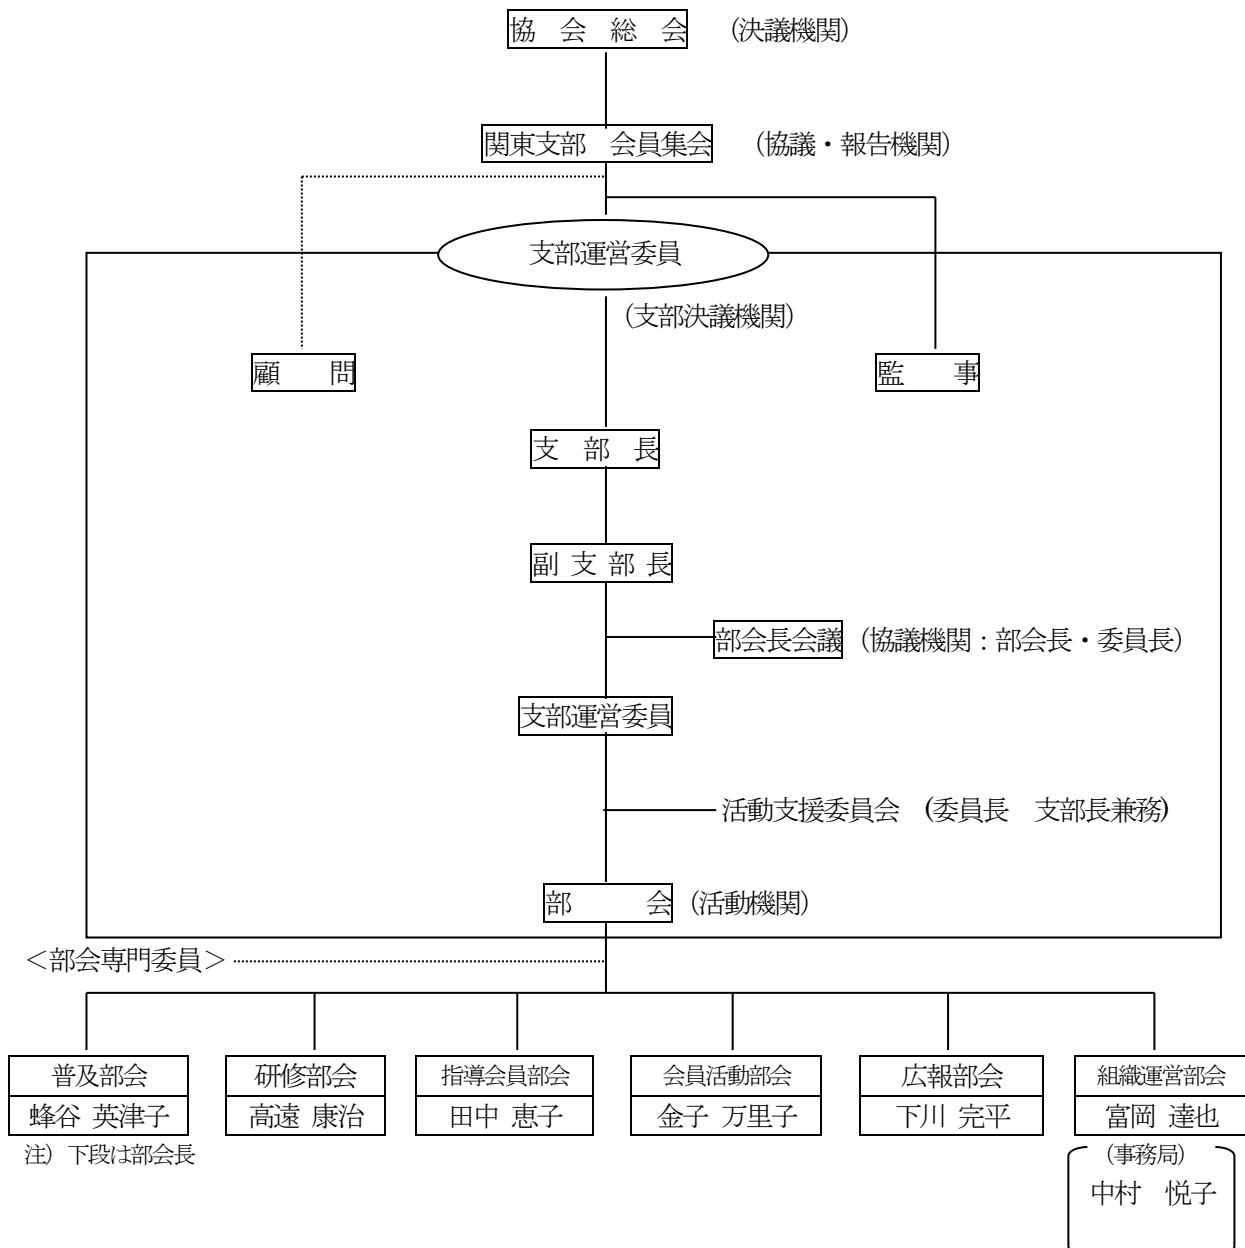 協　会　総　会　（決議機関）
関東支部　会員集会　（協議・報告機関）
支部運営委員
（支部決議機関）
顧　　問　監　　事
支　部　長
副 支 部 長
部会長会議　（協議機関：部会長・委員長）
支部運営委員
活動支援委員会　（委員長　支部長兼務）
部　　　会　（活動機関）
＜部会専門委員＞
普及部会　研修部会　指導会員部会　会員活動部会　広報部会　組織運営部会
蜂谷 英津子　高遠 康治　田中 恵子　金子 万里子　下川 完平　富岡 達也
注）下段は部会長　（事務局）
中村　悦子